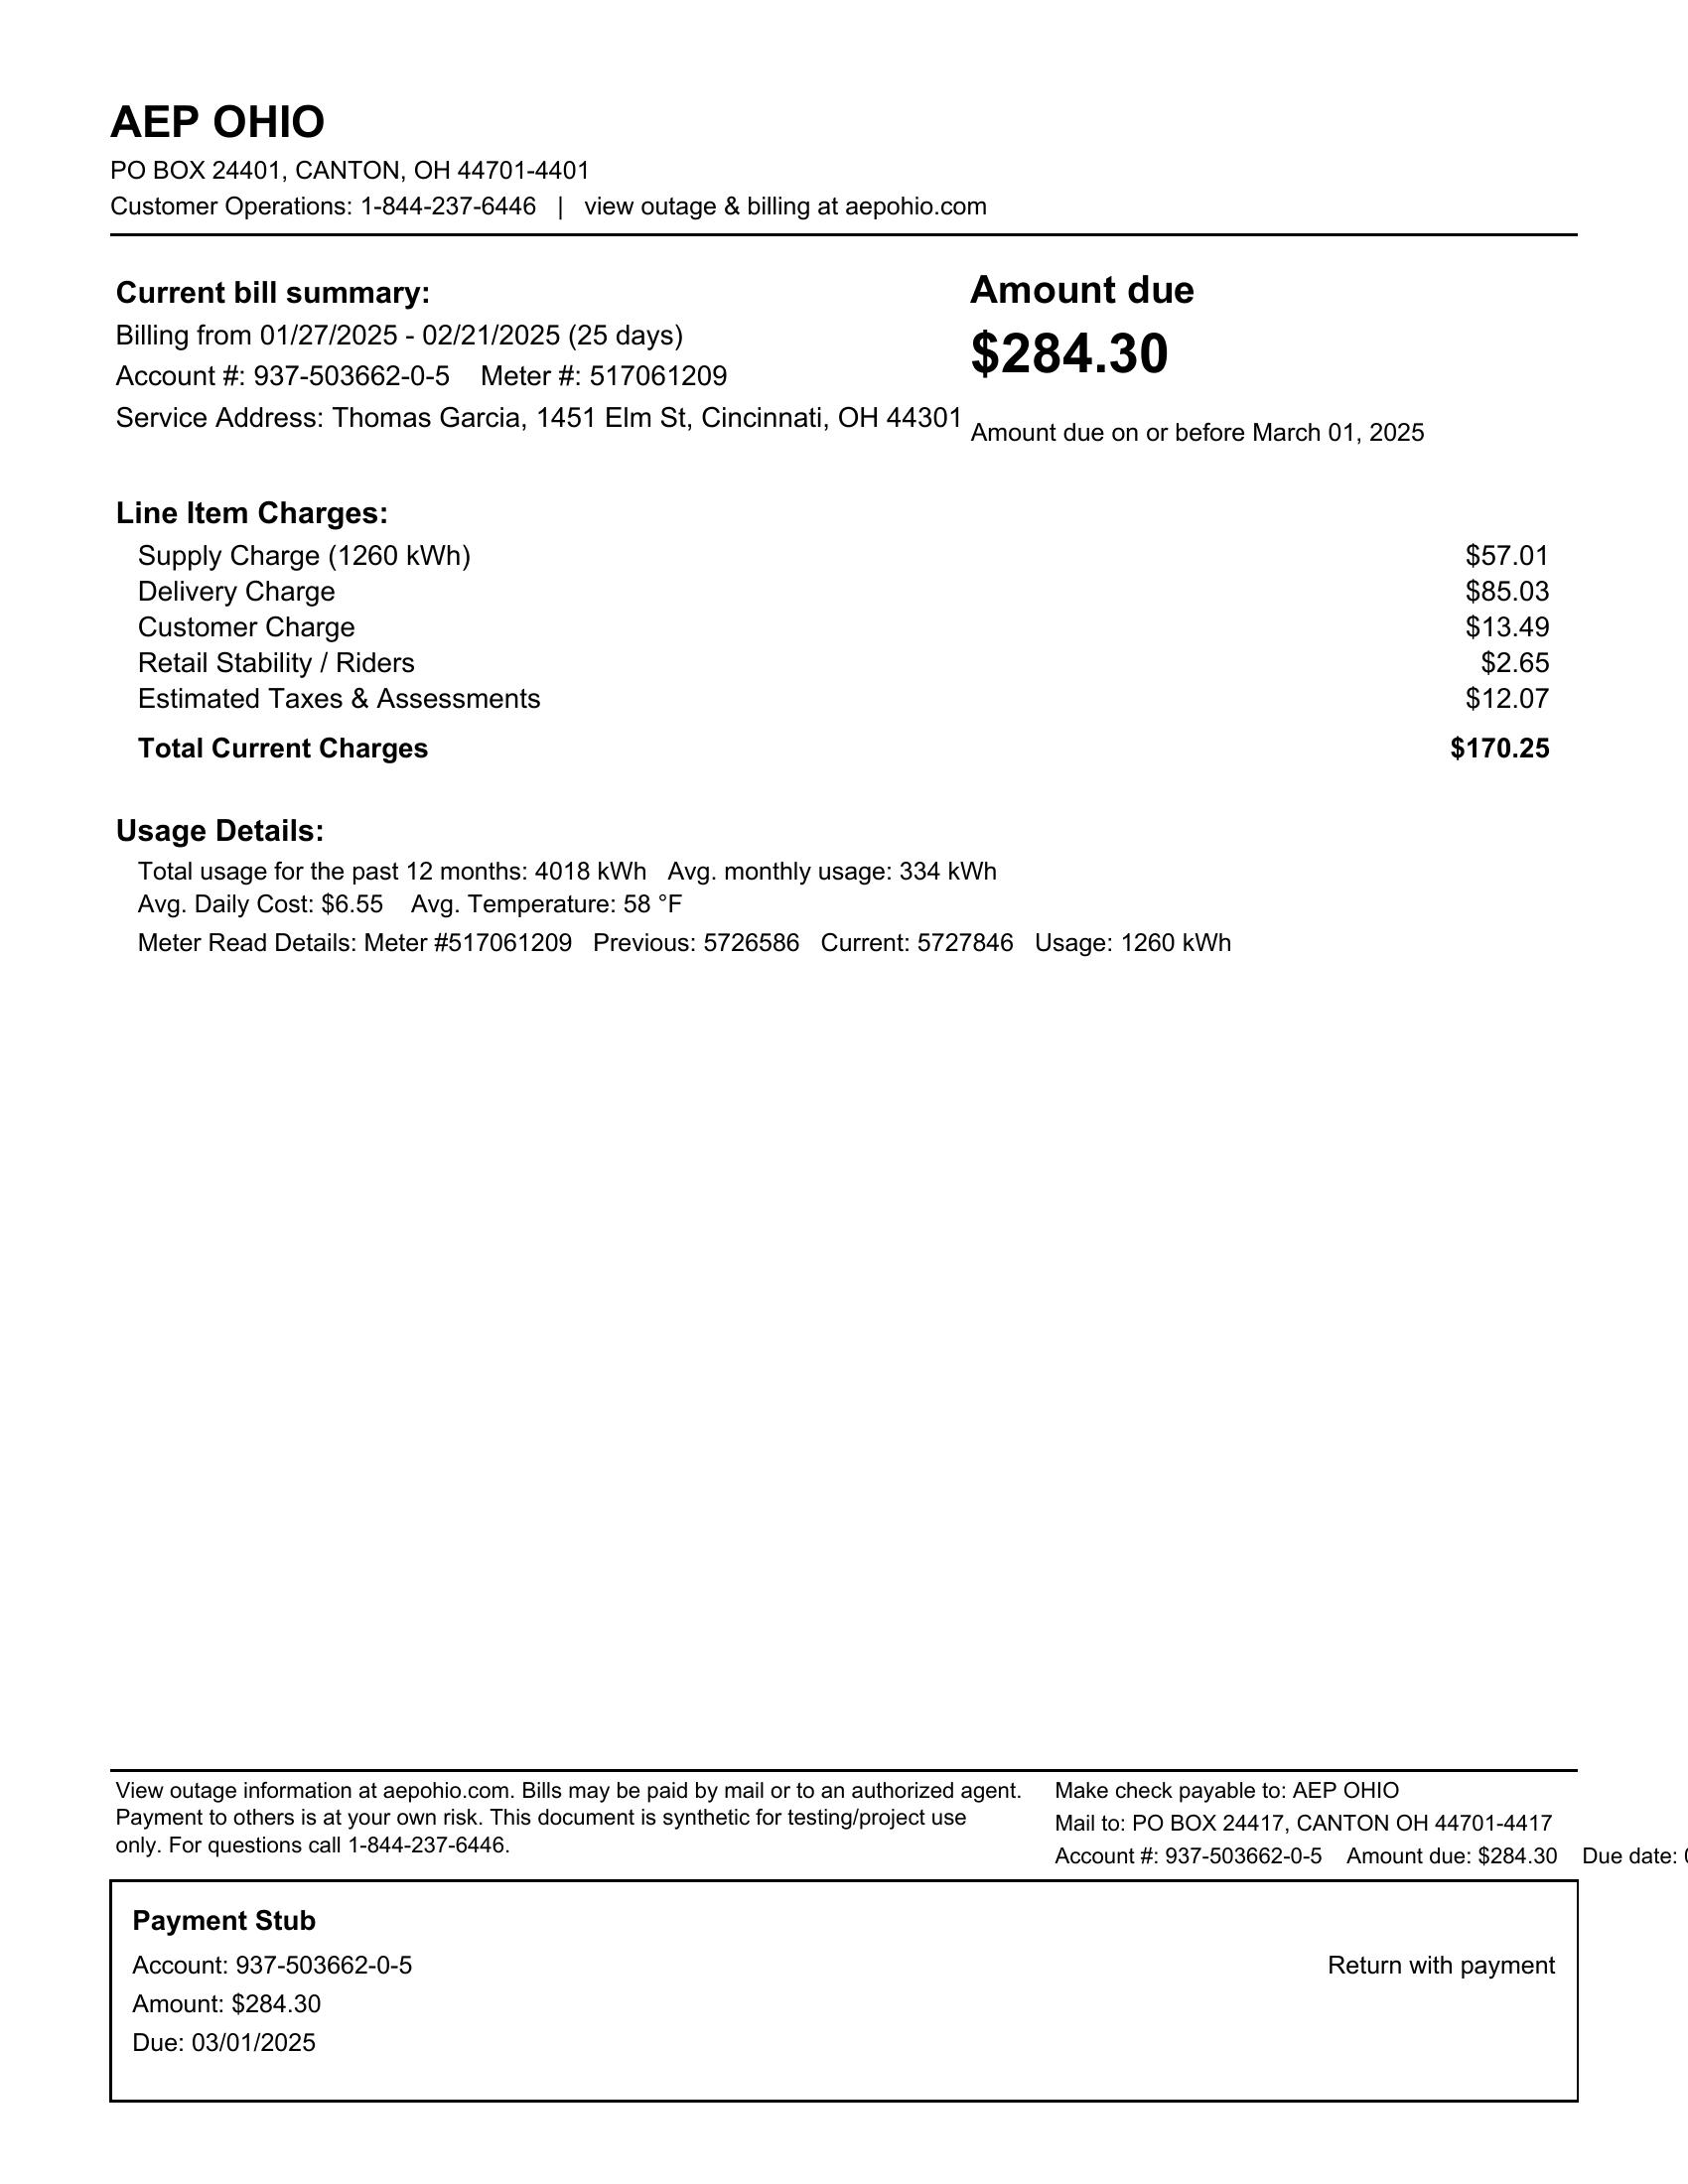 AEP OHIO
PO BOX 24401, CANTON, OH 44701-4401
Customer Operations: 1-844-237-6446 | view outage & billing at aepohio.com
Current bill summary:
Billing from 01/27/2025 - 02/21/2025 (25 days)
Account #: 937-503662-0-5 Meter #: 517061209
Service Address: Thomas Garcia, 1451 Elm St, Cincinnati, OH 44301
Amount due
$284.30
Amount due on or before March 01, 2025
Line Item Charges:
Supply Charge (1260 kWh) $57.01
Delivery Charge $85.03
Customer Charge $13.49
Retail Stability / Riders $2.65
Estimated Taxes & Assessments $12.07
Total Current Charges $170.25
Usage Details:
Total usage for the past 12 months: 4018 kWh Avg. monthly usage: 334 kWh
Avg. Daily Cost: $6.55 Avg. Temperature: 58 °F
Meter Read Details: Meter #517061209 Previous: 5726586 Current: 5727846 Usage: 1260 kWh
View outage information at aepohio.com. Bills may be paid by mail or to an authorized agent.
Payment to others is at your own risk. This document is synthetic for testing/project use
only. For questions call 1-844-237-6446.
Make check payable to: AEP OHIO
Mail to: PO BOX 24417, CANTON OH 44701-4417
Account #: 937-503662-0-5 Amount due: $284.30 Due date:
Payment Stub
Account: 937-503662-0-5
Return with payment
Amount: $284.30
Due: 03/01/2025